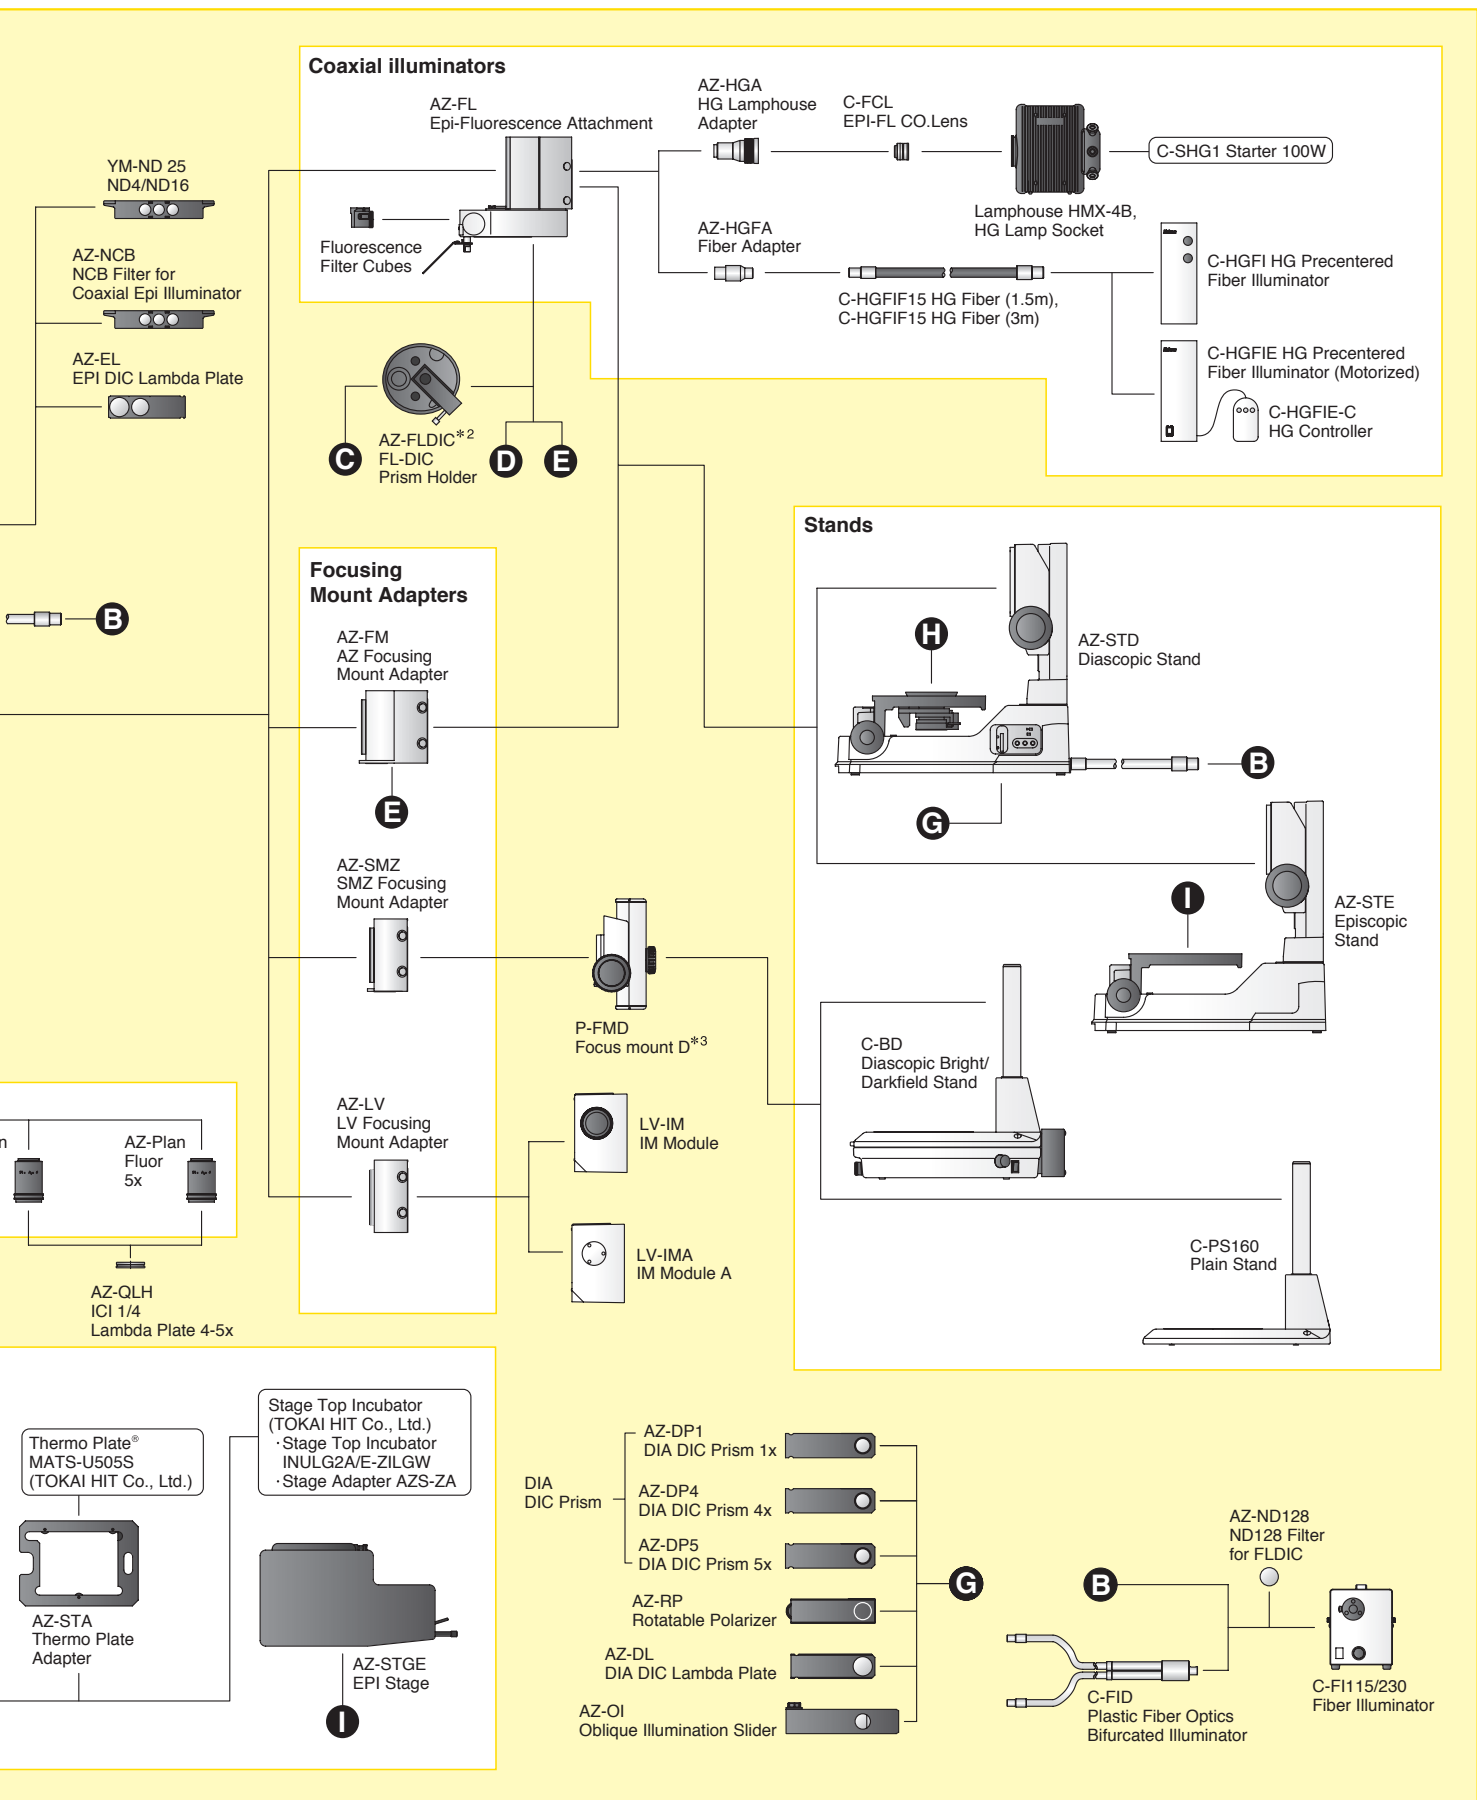 Coaxial illuminators
AZ-FL
Epi-Fluorescence Attachment
AZ-HGA
HG Lamphouse
Adapter
C-FCL
EPI-FL CO.Lens
C-SHG1 Starter 100W
Lamphouse HMX-4B,
HG Lamp Socket
Fluorescence
Filter Cubes
AZ-HGFA
Fiber Adapter
C-HGFIF15 HG Fiber (1.5m),
C-HGFIF15 HG Fiber (3m)
C-HGFI HG Precentered
Fiber Illuminator
C-HGFIE HG Precentered
Fiber Illuminator (Motorized)
C-HGFIE-C
HG Controller
YM-ND 25
ND4/ND16
AZ-NCB
NCB Filter for
Coaxial Epi Illuminator
AZ-EL
EPI DIC Lambda Plate
C
AZ-FLDIC*2
FL-DIC
Prism Holder
D
E
B
Focusing
Mount Adapters
AZ-FM
AZ Focusing
Mount Adapter
E
AZ-SMZ
SMZ Focusing
Mount Adapter
AZ-LV
LV Focusing
Mount Adapter
P-FMD
Focus mount D*3
LV-IM
IM Module
LV-IMA
IM Module A
Stands
H
AZ-STD
Diascopic Stand
B
G
I
AZ-STE
Episcopic
Stand
C-BD
Diascopic Bright/
Darkfield Stand
C-PS160
Plain Stand
n
AZ-Plan
Fluor
5x
AZ-QLH
ICI 1/4
Lambda Plate 4-5x
Thermo Plate®
MATS-U505S
(TOKAI HIT Co., Ltd.)
AZ-STA
Thermo Plate
Adapter
Stage Top Incubator
(TOKAI HIT Co., Ltd.)
·Stage Top Incubator
INULG2A/E-ZILGW
·Stage Adapter AZS-ZA
AZ-STGE
EPI Stage
I
DIA
DIC Prism
AZ-DP1
DIA DIC Prism 1x
AZ-DP4
DIA DIC Prism 4x
AZ-DP5
DIA DIC Prism 5x
AZ-RP
Rotatable Polarizer
AZ-DL
DIA DIC Lambda Plate
AZ-OI
Oblique Illumination Slider
G
B
AZ-ND128
ND128 Filter
for FLDIC
C-FID
Plastic Fiber Optics
Bifurcated Illuminator
C-FI115/230
Fiber Illuminator